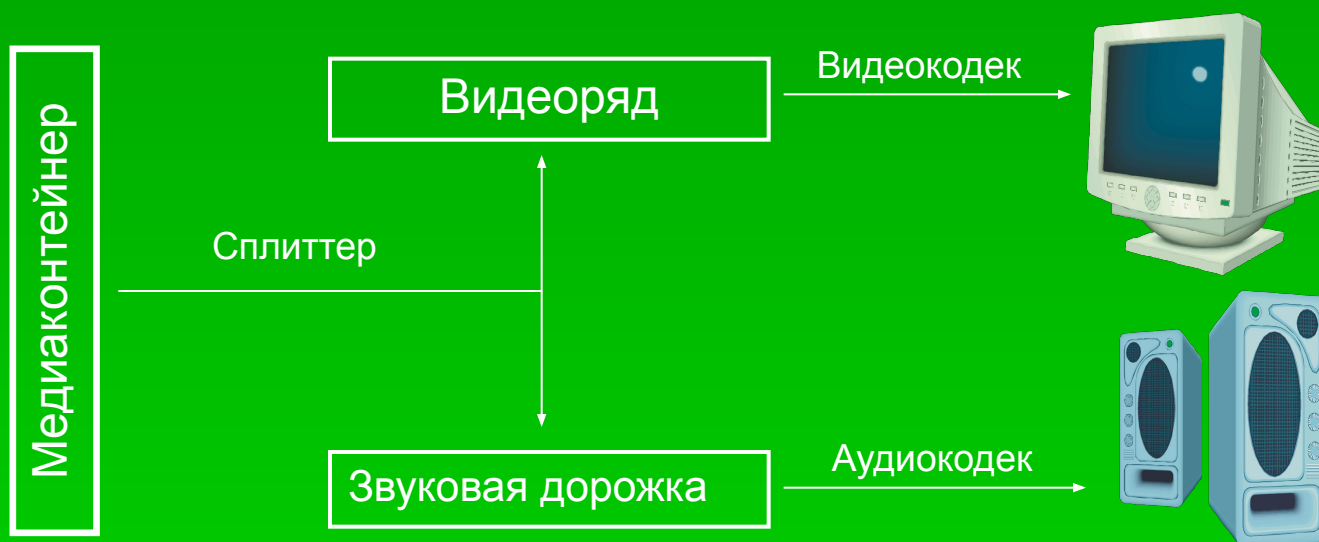 Медиаконтейнер
Сплиттер
Видеоряд
Видеокодек
Звуковая дорожка
Аудиокодек